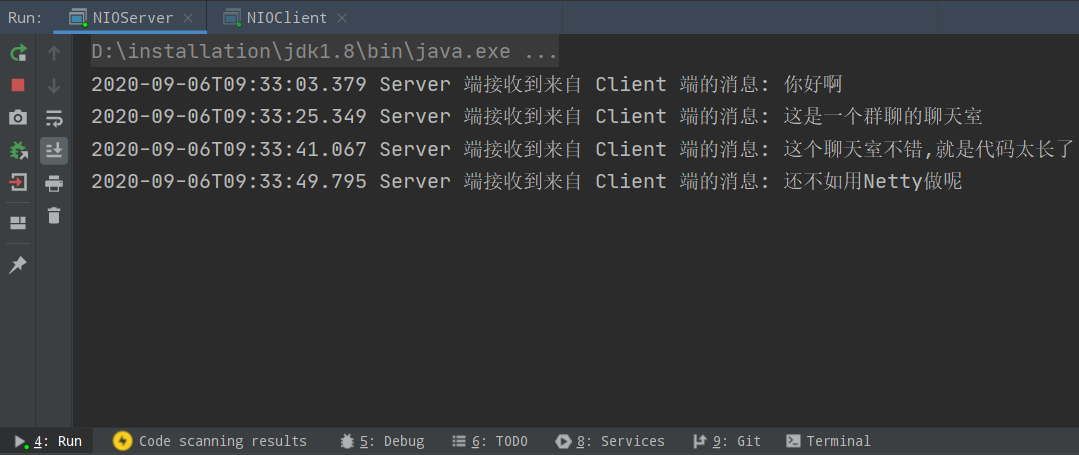 Run: NIOServer NIOClient
D:\installation\jdk1.8\bin\java.exe ...
2020-09-06T09:33:03.379 Server 端接收到来自 Client 端的消息: 你好啊
2020-09-06T09:33:25.349 Server 端接收到来自 Client 端的消息: 这是一个群聊的聊天室
2020-09-06T09:33:41.067 Server 端接收到来自 Client 端的消息: 这个聊天室不错,就是代码太长了
2020-09-06T09:33:49.795 Server 端接收到来自 Client 端的消息: 还不如用Netty做呢
4: Run Code scanning results 5: Debug 6: TODO 8: Services 9: Git Terminal